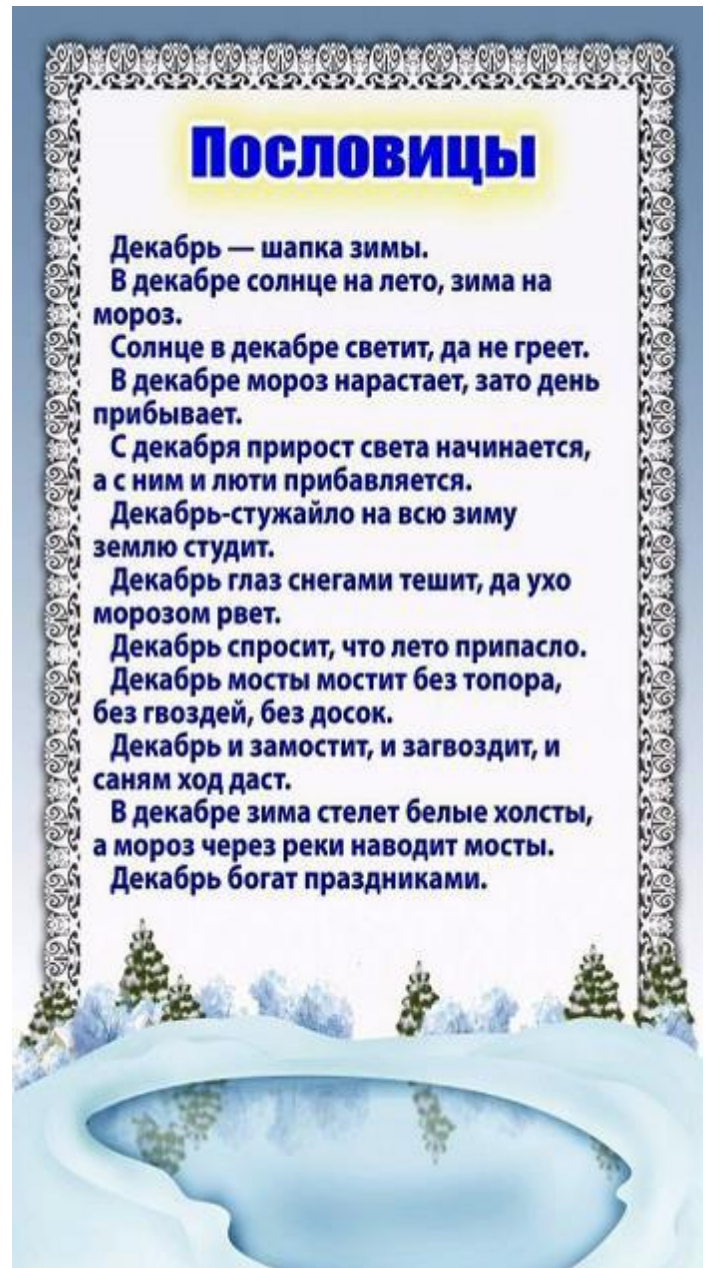 Пословицы
Декабрь — шапка зимы.
В декабре солнце на лето, зима на
мороз.
Солнце в декабре светит, да не греет.
В декабре мороз нарастает, зато день
прибывает.
С декабря прирост света начинается,
а с ним и люти прибавляется.
Декабрь-стужайло на всю зиму
землю студит.
Декабрь глаз снегами тешит, да ухо
морозом рвет.
Декабрь спросит, что лето припасло.
Декабрь мосты мостит без топора,
без гвоздей, без досок.
Декабрь и замостит, и загвоздит, и
саням ход даст.
В декабре зима стелет белые холсты,
а мороз через реки наводит мосты.
Декабрь богат праздниками.